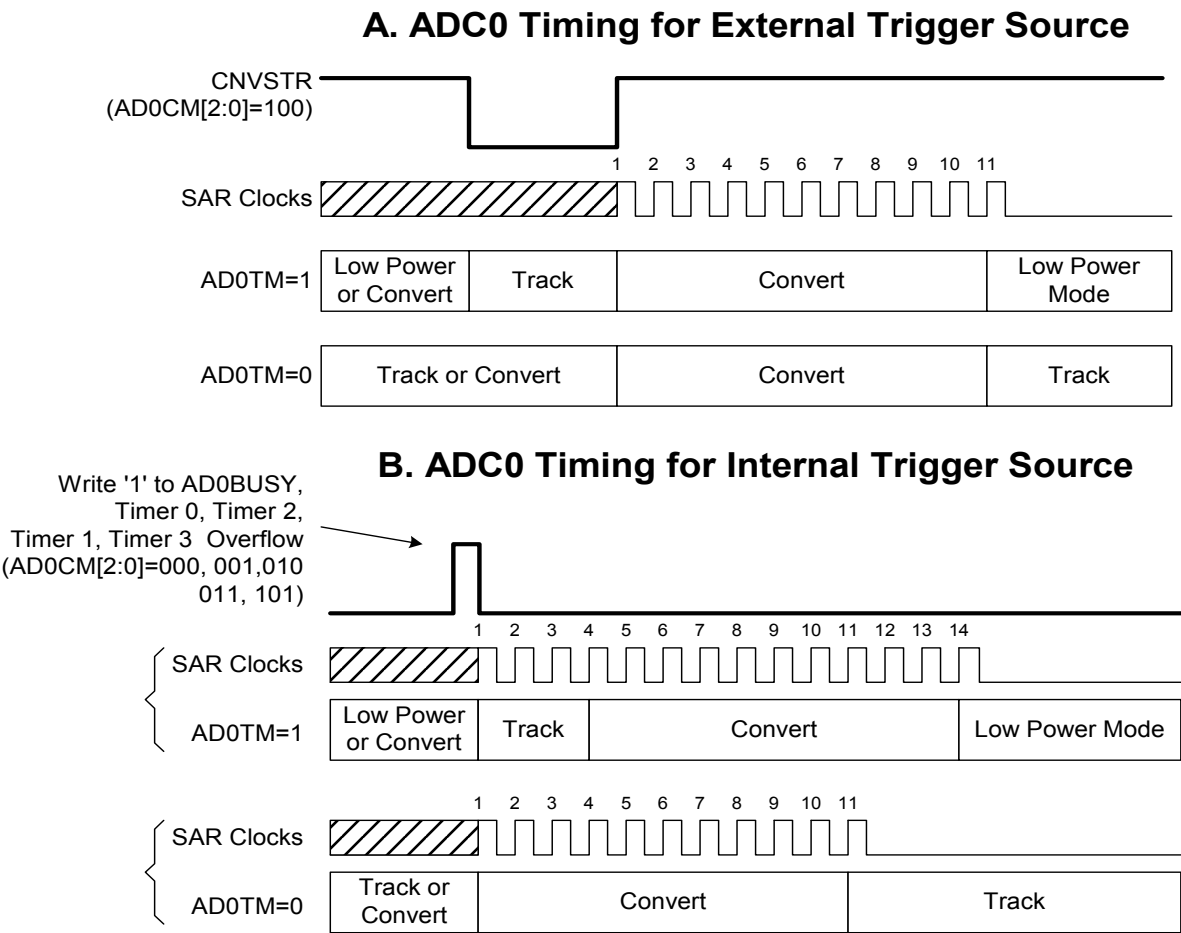 A. ADC0 Timing for External Trigger Source
CNVSTR
(AD0CM[2:0]=100)
1 2 3 4 5 6 7 8 9 10 11
SAR Clocks
AD0TM=1
Low Power
or Convert
Track
Convert
Low Power
Mode
AD0TM=0
Track or Convert
Convert
Track
B. ADC0 Timing for Internal Trigger Source
Write '1' to AD0BUSY,
Timer 0, Timer 2,
Timer 1, Timer 3 Overflow
(AD0CM[2:0]=000, 001,010
011, 101)
1 2 3 4 5 6 7 8 9 10 11 12 13 14
SAR Clocks
AD0TM=1
Low Power
or Convert
Track
Convert
Low Power Mode
1 2 3 4 5 6 7 8 9 10 11
SAR Clocks
AD0TM=0
Track or
Convert
Convert
Track